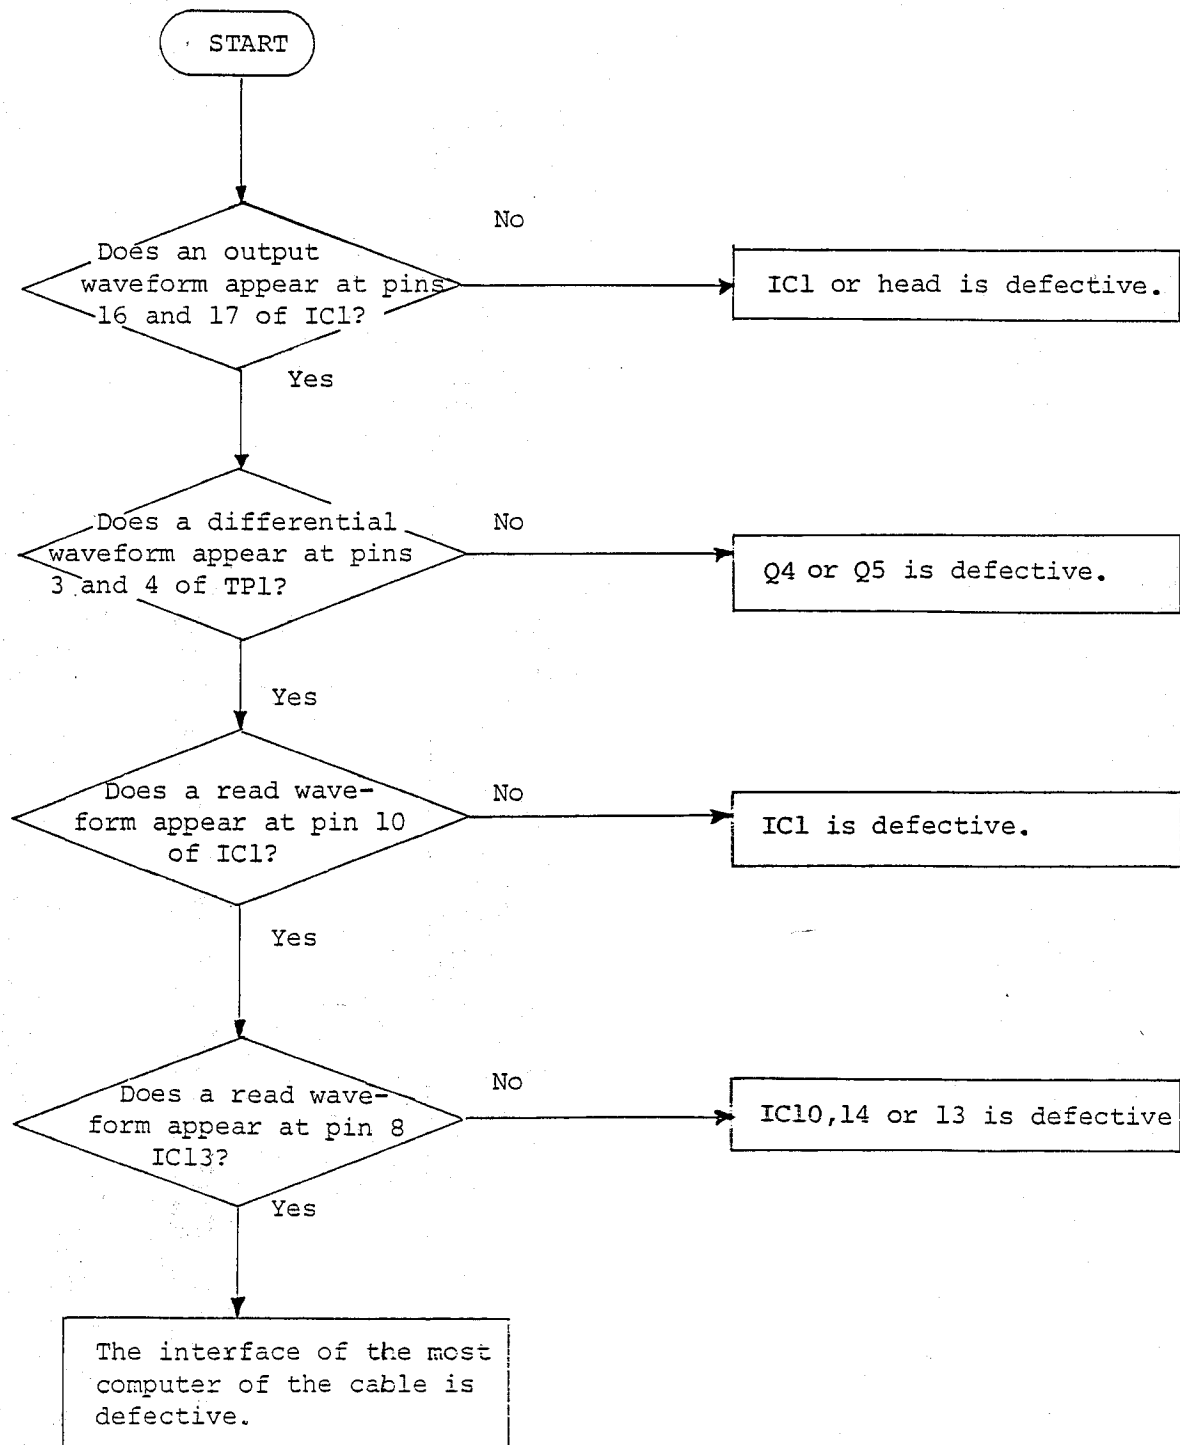 START
No
Does an output
waveform appear at pins
16 and 17 of IC1?
IC1 or head is defective.
Yes
Does a differential
waveform appear at pins
3 and 4 of TP1?
No
Q4 or Q5 is defective.
Yes
Does a read wave-
form appear at pin 10
of IC1?
No
IC1 is defective.
Yes
Does a read wave-
form appear at pin 8
IC13?
No
IC10,14 or 13 is defective
Yes
The interface of the most
computer of the cable is
defective.